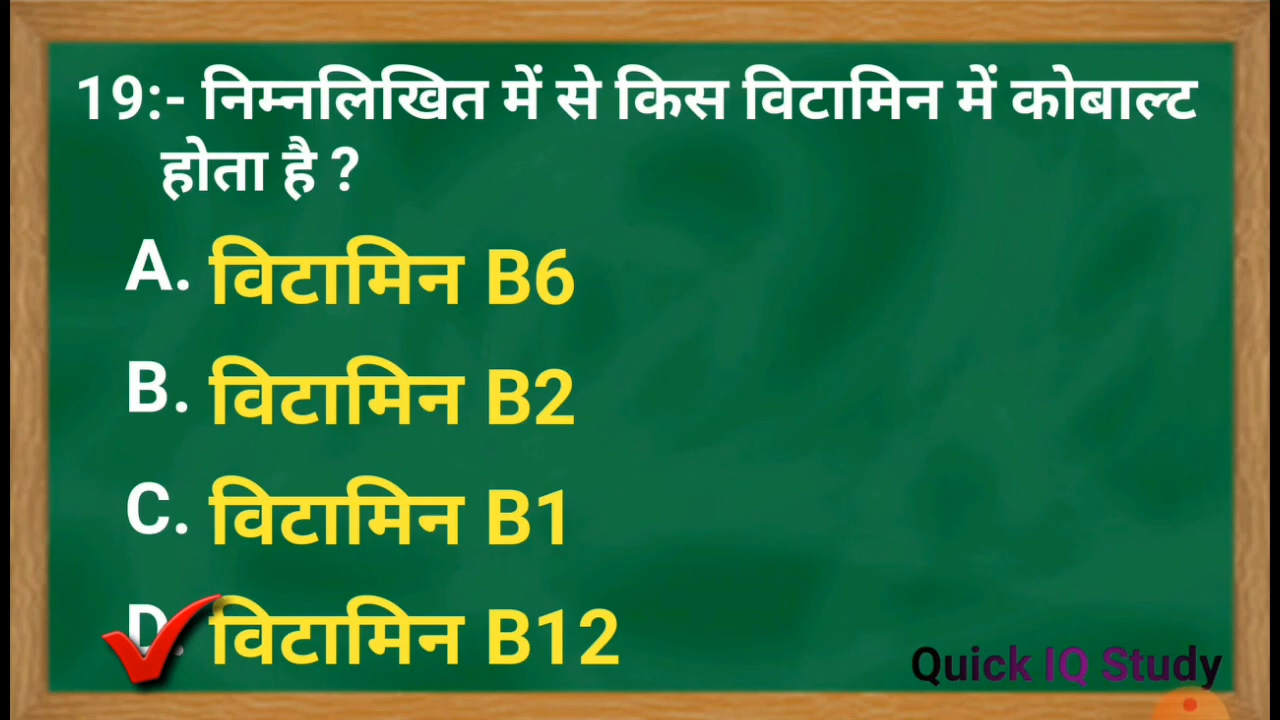 19:- निम्नलिखित में से किस विटामिन में कोबाल्ट
होता है ?
A. विटामिन B6
B. विटामिन B2
C. विटामिन B1
D. विटामिन B12
Quick IQ Study